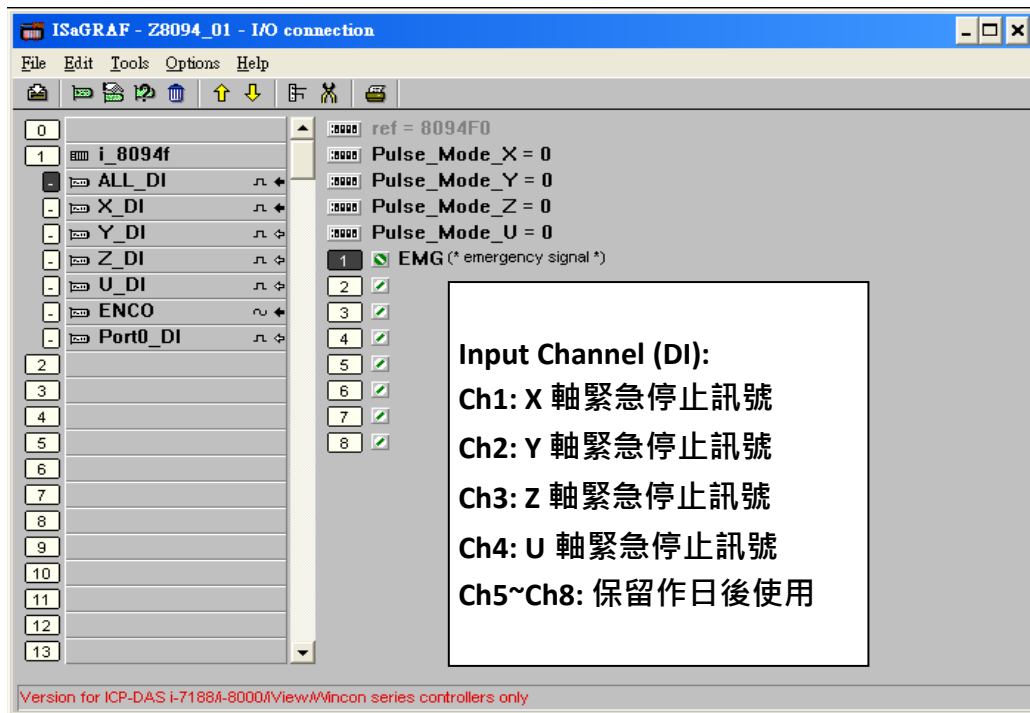 ISaGRAF - Z8094_01 - I/O connection
File Edit Tools Options Help
0
1 i_8094f
- ALL_DI
- X_DI
- Y_DI
- Z_DI
- U_DI
- ENCO
- Port0_DI
2
3
4
5
6
7
8
9
10
11
12
13
ref = 8094F0
Pulse_Mode_X = 0
Pulse_Mode_Y = 0
Pulse_Mode_Z = 0
Pulse_Mode_U = 0
1 EMG (* emergency signal *)
2
3
4
5
6
7
8
Input Channel (DI):
Ch1: X 軸緊急停止訊號
Ch2: Y 軸緊急停止訊號
Ch3: Z 軸緊急停止訊號
Ch4: U 軸緊急停止訊號
Ch5~Ch8: 保留作日後使用
Version for ICP-DAS i-7188/i-8000/iView/Wincon series controllers only